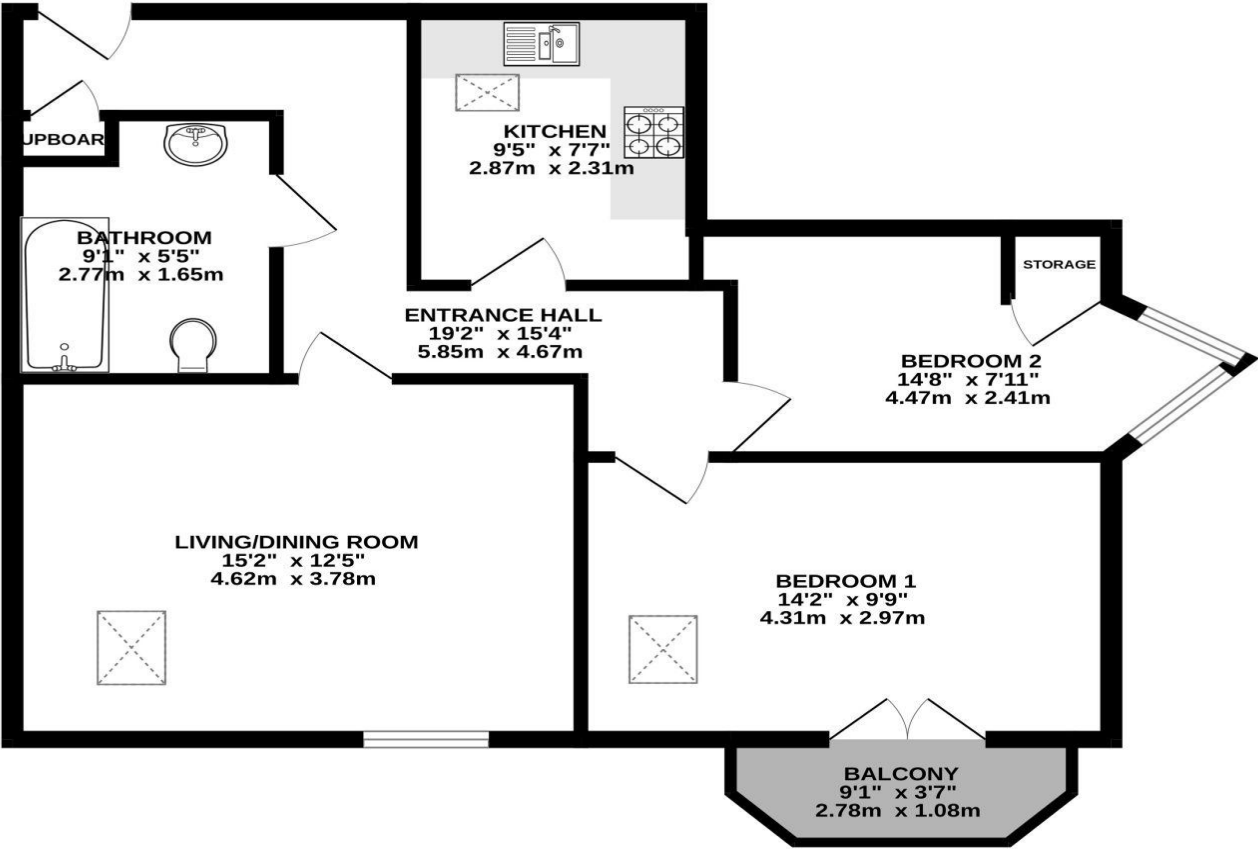 KITCHEN
9'5" x 7'7"
2.87m x 2.31m
UPBOAR
BATHROOM
9'1" x 5'5"
2.77m x 1.65m
STORAGE
ENTRANCE HALL
19'2" x 15'4"
5.85m x 4.67m
BEDROOM 2
14'8" x 7'11"
4.47m x 2.41m
LIVING/DINING ROOM
15'2" x 12'5"
4.62m x 3.78m
BEDROOM 1
14'2" x 9'9"
4.31m x 2.97m
BALCONY
9'1" x 3'7"
2.78m x 1.08m